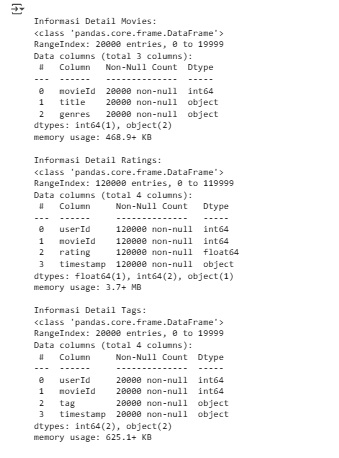 Informasi Detail Movies:
<class 'pandas.core.frame.DataFrame'>
RangeIndex: 20000 entries, 0 to 19999
Data columns (total 3 columns):
 #   Column   Non-Null Count  Dtype
---  ------   --------------  -----
 0   movieId  20000 non-null  int64
 1   title    20000 non-null  object
 2   genres   20000 non-null  object
dtypes: int64(1), object(2)
memory usage: 468.9+ KB

Informasi Detail Ratings:
<class 'pandas.core.frame.DataFrame'>
RangeIndex: 120000 entries, 0 to 119999
Data columns (total 4 columns):
 #   Column     Non-Null Count   Dtype
---  ------     --------------   -----
 0   userId     120000 non-null  int64
 1   movieId    120000 non-null  int64
 2   rating     120000 non-null  float64
 3   timestamp  120000 non-null  object
dtypes: float64(1), int64(2), object(1)
memory usage: 3.7+ MB

Informasi Detail Tags:
<class 'pandas.core.frame.DataFrame'>
RangeIndex: 20000 entries, 0 to 19999
Data columns (total 4 columns):
 #   Column     Non-Null Count  Dtype
---  ------     --------------  -----
 0   userId     20000 non-null  int64
 1   movieId    20000 non-null  int64
 2   tag        20000 non-null  object
 3   timestamp  20000 non-null  object
dtypes: int64(2), object(2)
memory usage: 625.1+ KB